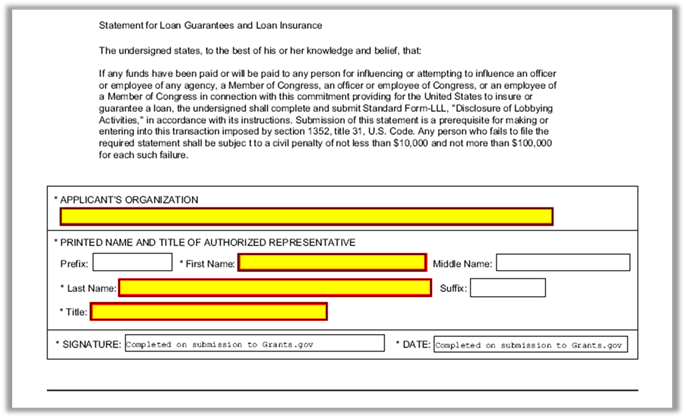 Statement for Loan Guarantees and Loan Insurance
The undersigned states, to the best of his or her knowledge and belief, that:
If any funds have been paid or will be paid to any person for influencing or attempting to influence an officer
or employee of any agency, a Member of Congress, an officer or employee of Congress, or an employee of
a Member of Congress in connection with this commitment providing for the United States to insure or
guarantee a loan, the undersigned shall complete and submit Standard Form-LLL, "Disclosure of Lobbying
Activities," in accordance with its instructions. Submission of this statement is a prerequisite for making or
entering into this transaction imposed by section 1352, title 31, U.S. Code. Any person who fails to file the
required statement shall be subjec t to a civil penalty of not less than $10,000 and not more than $100,000
for each such failure.
* APPLICANT'S ORGANIZATION
* PRINTED NAME AND TITLE OF AUTHORIZED REPRESENTATIVE
Prefix: * First Name: Middle Name:
* Last Name: Suffix:
* Title:
* SIGNATURE: Completed on submission to Grants.gov * DATE: Completed on submission to Grants.gov